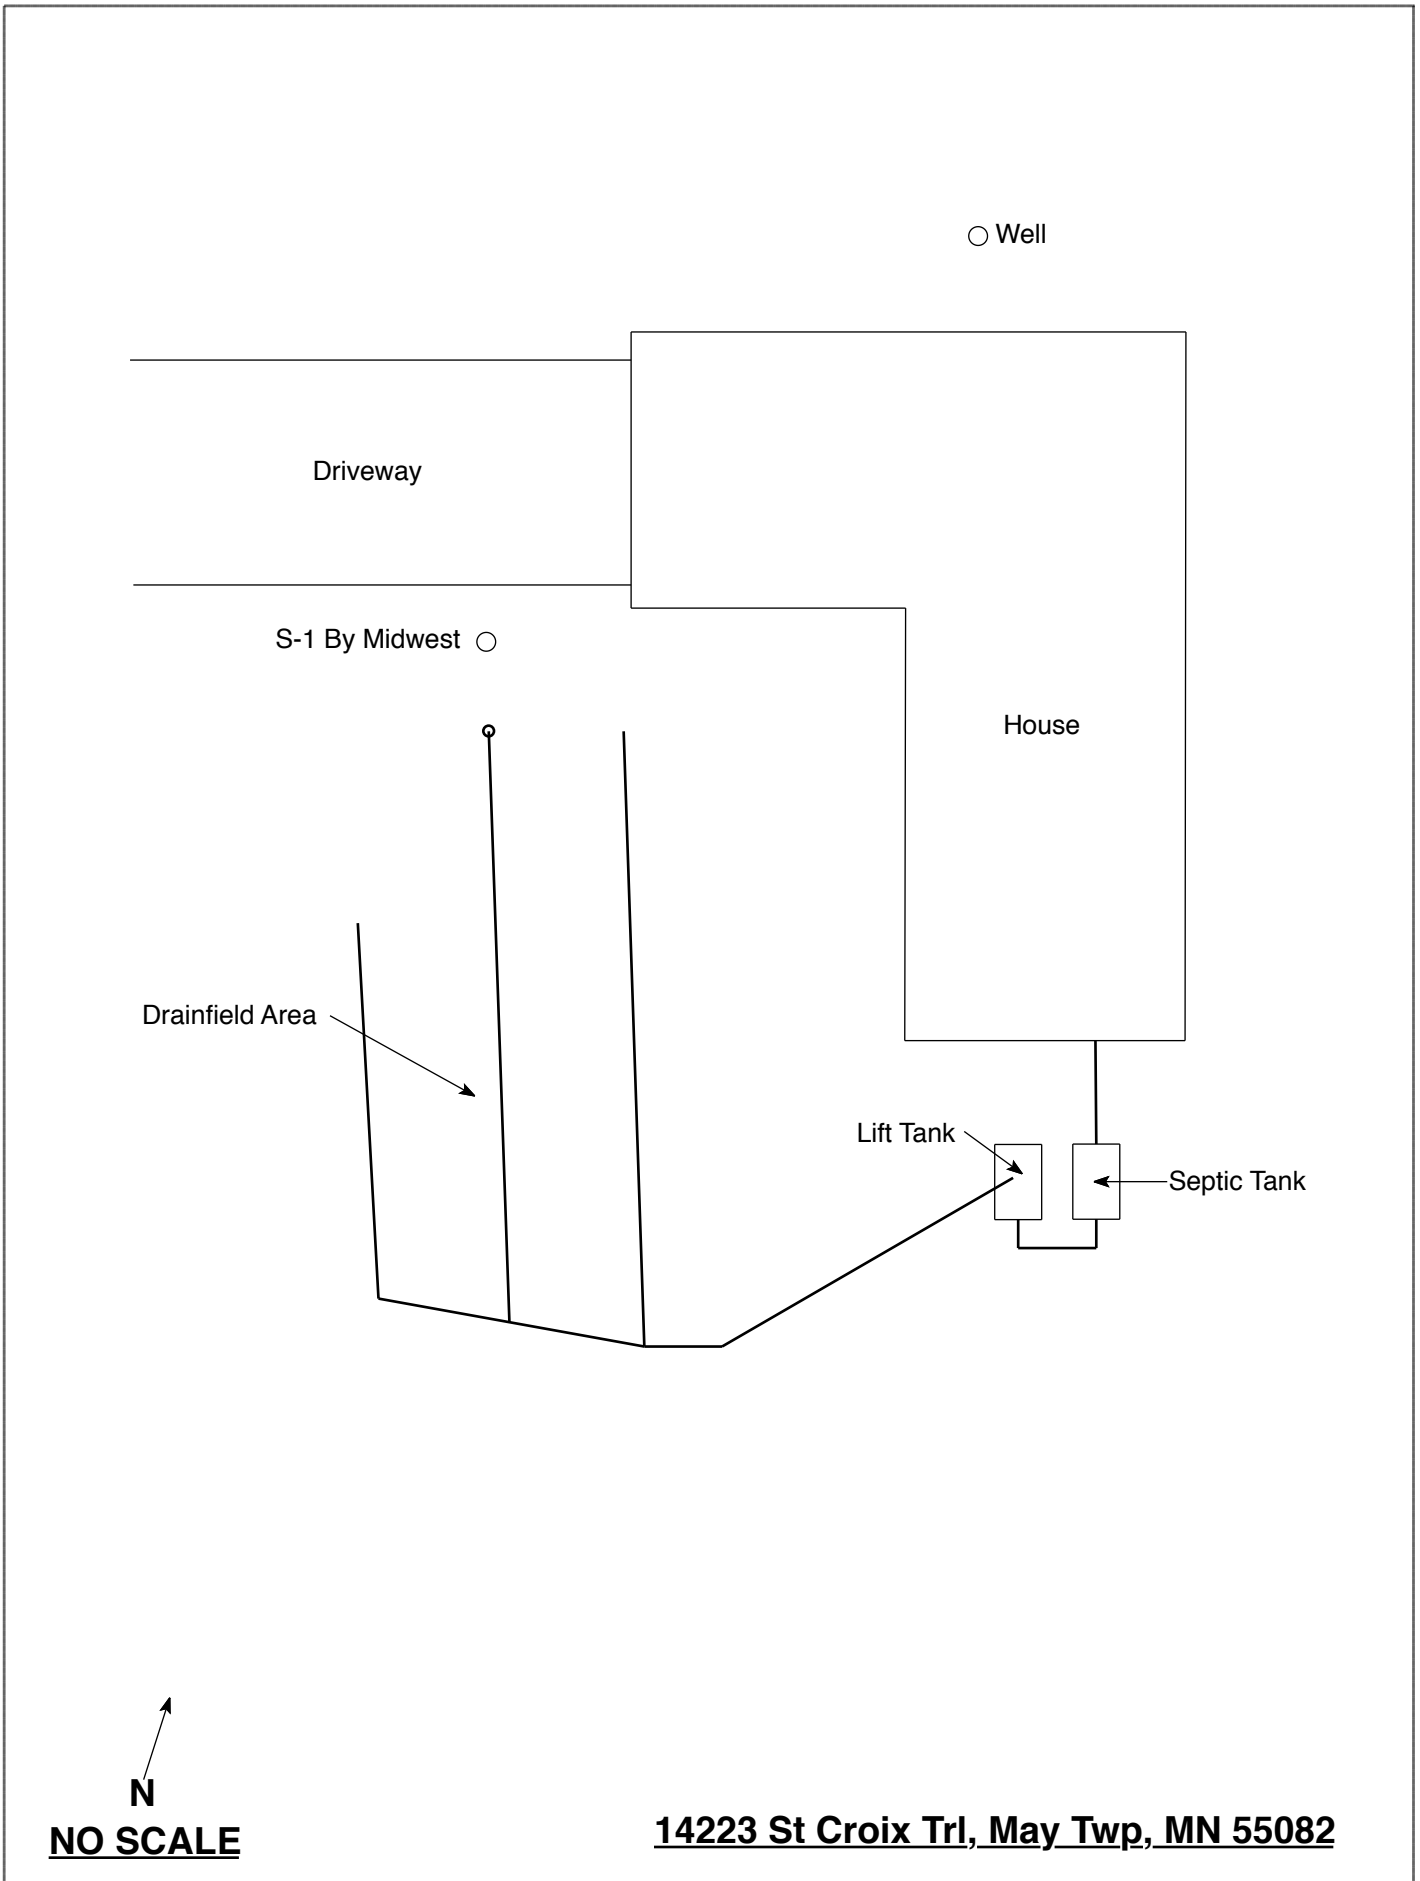 Well
Driveway
S-1 By Midwest
House
Drainfield Area
Lift Tank
Septic Tank
N
NO SCALE
14223 St Croix Trl, May Twp, MN 55082